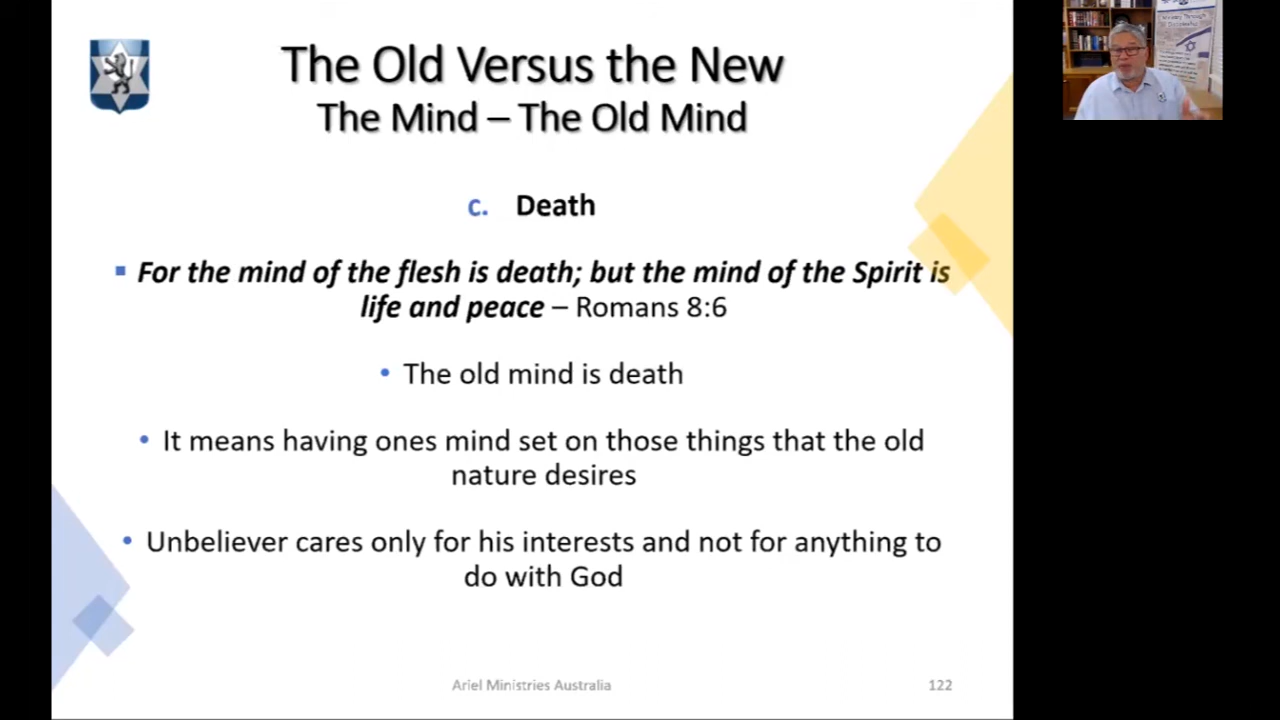 The Old Versus the New
The Mind – The Old Mind
c. Death
▪ For the mind of the flesh is death; but the mind of the Spirit is
life and peace – Romans 8:6
• The old mind is death
• It means having ones mind set on those things that the old
nature desires
• Unbeliever cares only for his interests and not for anything to
do with God
Ariel Ministries Australia
122